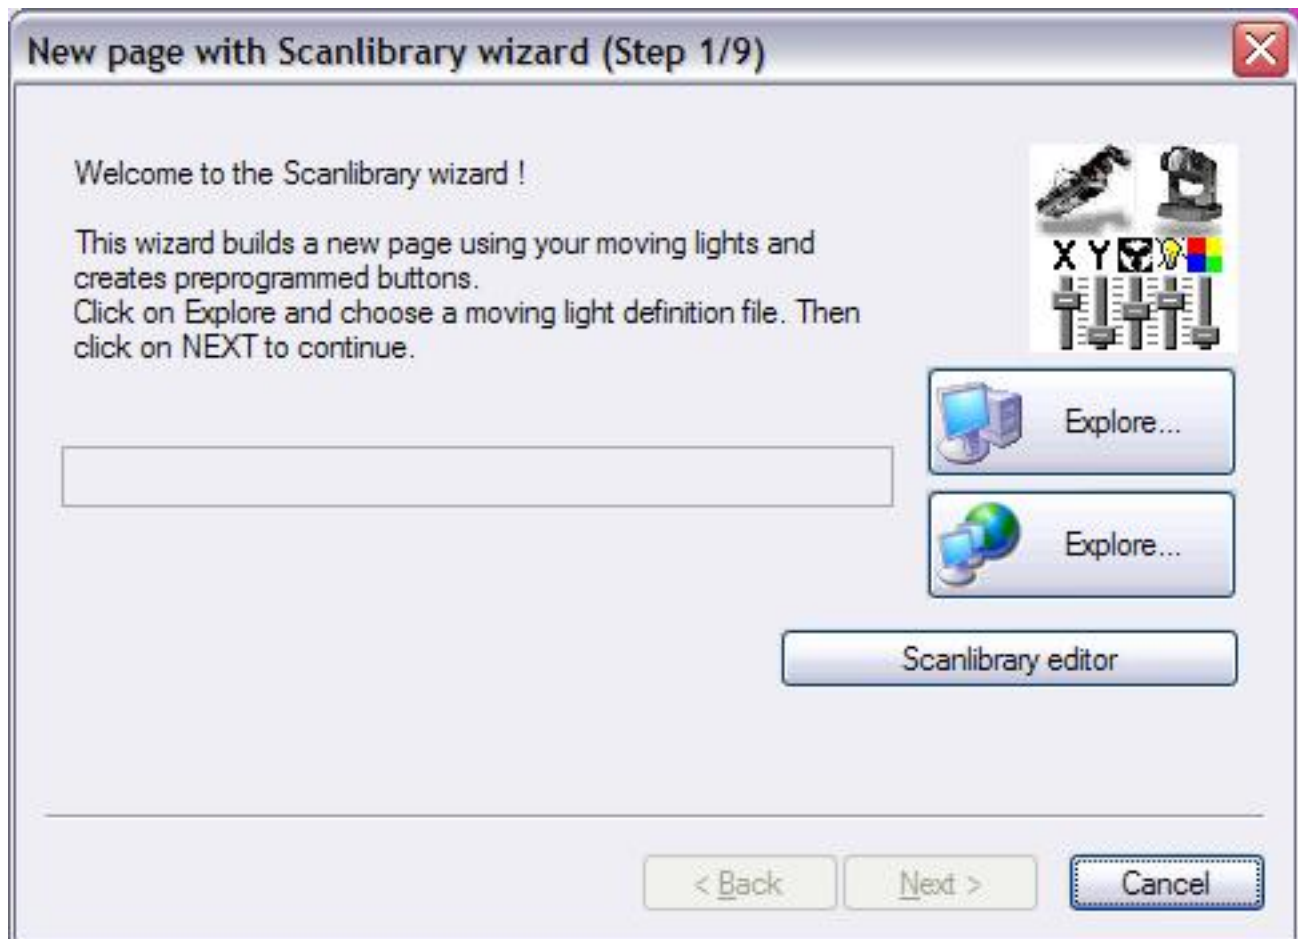 New page with Scanlibrary wizard (Step 1/9)
Welcome to the Scanlibrary wizard !
This wizard builds a new page using your moving lights and
creates preprogrammed buttons.
Click on Explore and choose a moving light definition file. Then
click on NEXT to continue.
X Y
Explore...
Explore...
Scanlibrary editor
< Back
Next >
Cancel